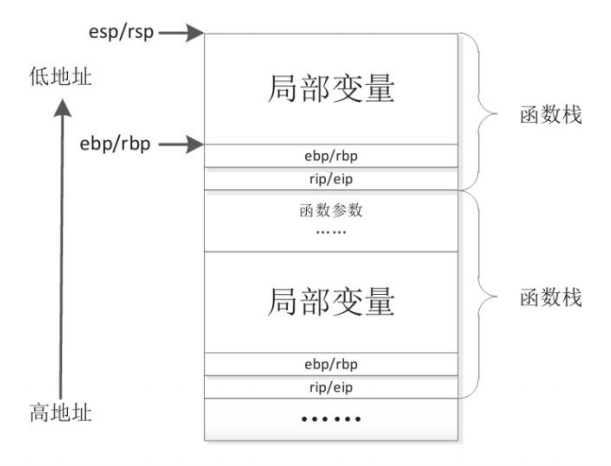 esp/rsp
低地址
局部变量
函数栈
ebp/rbp
ebp/rbp
rip/eip
函数参数
……
局部变量
函数栈
ebp/rbp
rip/eip
高地址
……